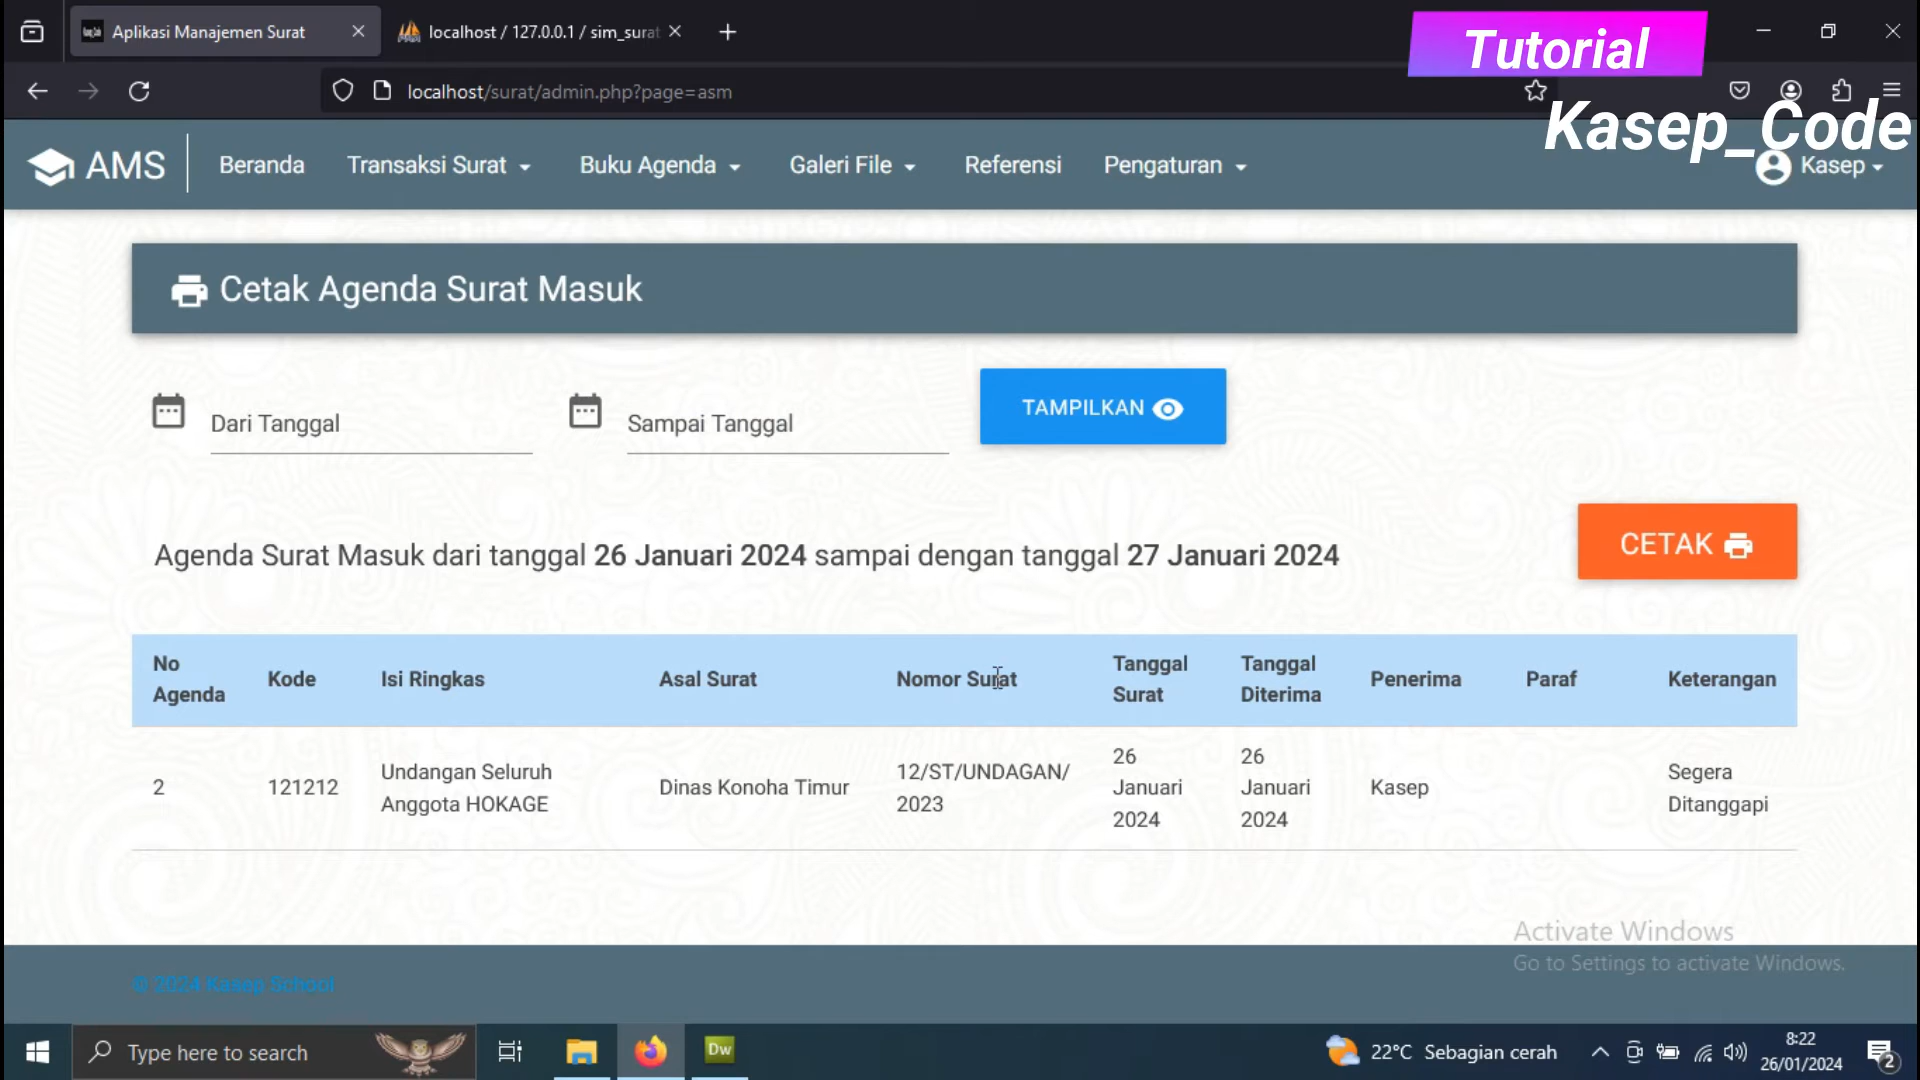 Aplikasi Manajemen Surat
localhost / 127.0.0.1 / sim_surat
Tutorial
localhost/surat/admin.php?page=asm
Kasep_Code
AMS Beranda Transaksi Surat Buku Agenda Galeri File Referensi Pengaturan Kasep
Cetak Agenda Surat Masuk
Dari Tanggal Sampai Tanggal TAMPILKAN
Agenda Surat Masuk dari tanggal 26 Januari 2024 sampai dengan tanggal 27 Januari 2024
CETAK
No Agenda Kode Isi Ringkas Asal Surat Nomor Surat Tanggal Surat Tanggal Diterima Penerima Paraf Keterangan
2 121212 Undangan Seluruh Anggota HOKAGE Dinas Konoha Timur 12/ST/UNDAGAN/2023 26 Januari 2024 26 Januari 2024 Kasep Segera Ditanggapi
Activate Windows
Go to Settings to activate Windows.
© 2024 Kasep School
Type here to search
Dw
22°C Sebagian cerah
8:22
26/01/2024
2